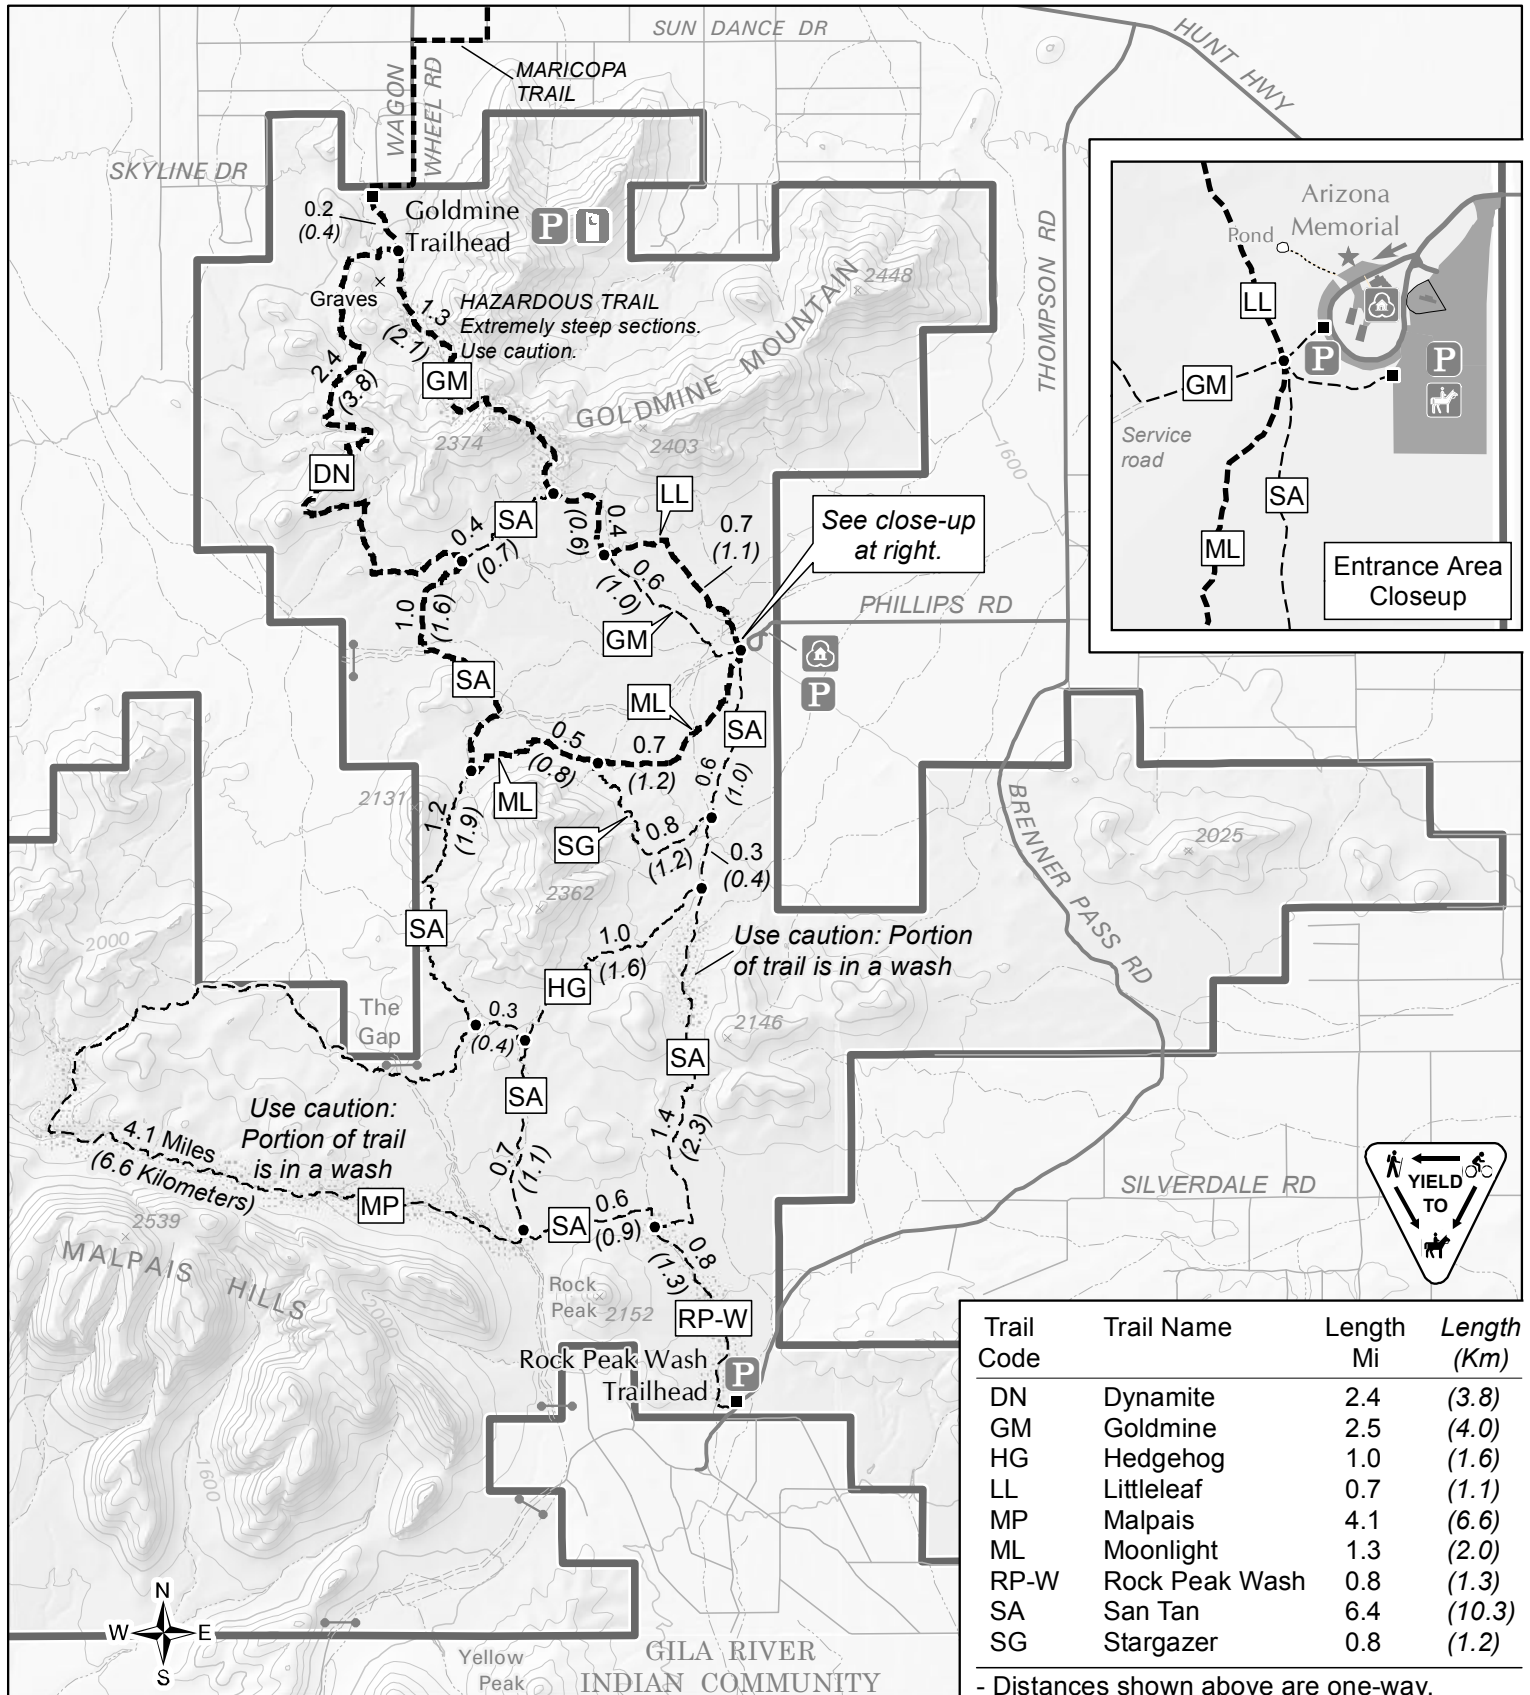 SUN DANCE DR
HUNT HWY
MARICOPA
TRAIL
WAGON
WHEEL RD
SKYLINE DR
THOMPSON RD
0.2
(0.4)
Goldmine
Trailhead
P
Graves
1.3
(2.1)
HAZARDOUS TRAIL
Extremely steep sections.
Use caution.
GM
2448
GOLDMINE MOUNTAIN
2.4
(3.8)
2374
2403
1600
DN
SA
0.4
(0.7)
0.4
(0.6)
LL
0.7
(1.1)
See close-up
at right.
0.6
(1.0)
GM
1.0
(1.6)
PHILLIPS RD
P
SA
ML
SA
0.5
(0.8)
0.7
(1.2)
0.6
(1.0)
ML
2131
1.2
(1.9)
SG
0.8
(1.2)
0.3
(0.4)
BRENNER PASS RD
2025
2362
SA
2000
1.0
(1.6)
HG
Use caution: Portion
of trail is in a wash
The
Gap
0.3
(0.4)
2146
SA
SA
Use caution:
Portion of trail
is in a wash
4.1 Miles
(6.6 Kilometers)
MP
0.7
(1.1)
1.4
(2.3)
SA
0.6
(0.9)
0.8
(1.3)
SILVERDALE RD
YIELD
TO
2539
MALPAIS HILLS
2000
1600
Rock
Peak
2152
RP-W
Rock Peak Wash
Trailhead
P
N
W E
S
Yellow
Peak
GILA RIVER
INDIAN COMMUNITY
Arizona
Memorial
Pond
LL
P
P
GM
Service
road
SA
ML
Entrance Area
Closeup
Trail Trail Name Length Length
Code Mi (Km)
DN Dynamite 2.4 (3.8)
GM Goldmine 2.5 (4.0)
HG Hedgehog 1.0 (1.6)
LL Littleleaf 0.7 (1.1)
MP Malpais 4.1 (6.6)
ML Moonlight 1.3 (2.0)
RP-W Rock Peak Wash 0.8 (1.3)
SA San Tan 6.4 (10.3)
SG Stargazer 0.8 (1.2)
- Distances shown above are one-way.